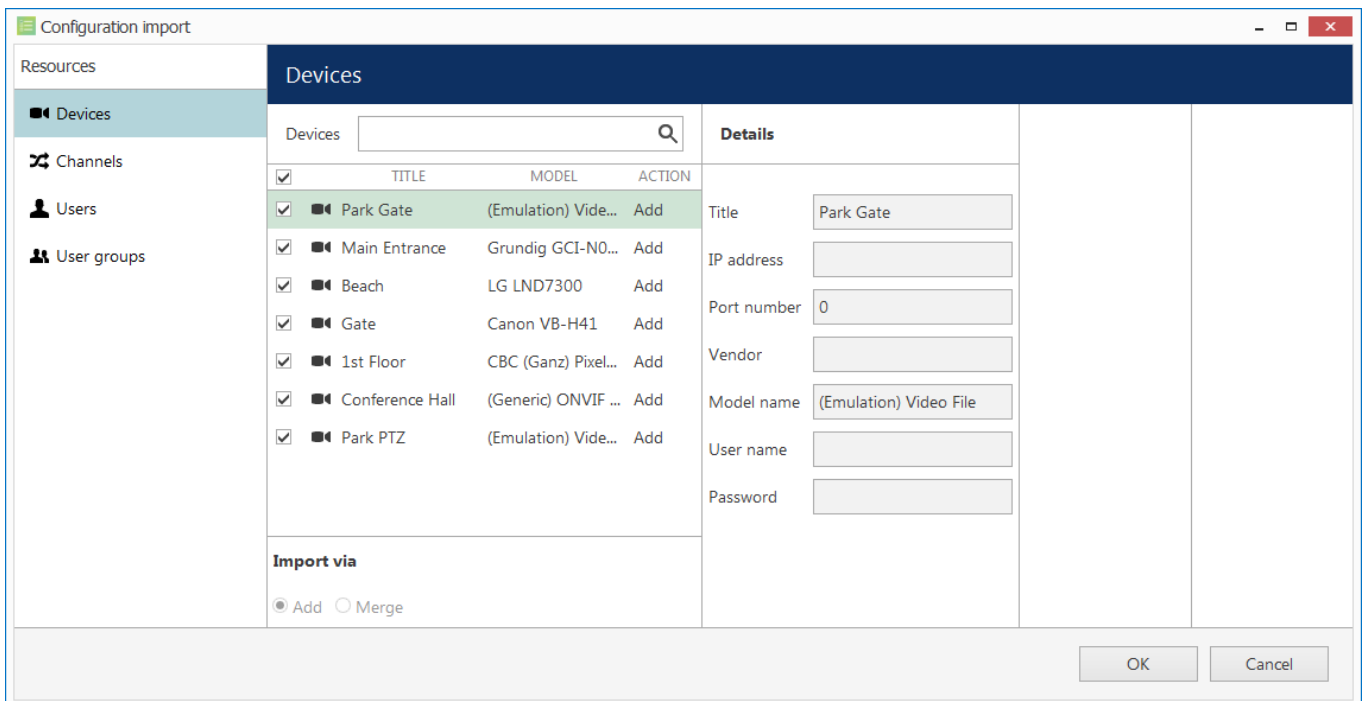 Configuration import
Resources
Devices
Channels
Users
User groups
Devices
Devices
TITLE MODEL ACTION
Park Gate (Emulation) Vide... Add
Main Entrance Grundig GCI-N0... Add
Beach LG LND7300 Add
Gate Canon VB-H41 Add
1st Floor CBC (Ganz) Pixel... Add
Conference Hall (Generic) ONVIF ... Add
Park PTZ (Emulation) Vide... Add
Import via
Add Merge
Details
Title Park Gate
IP address
Port number 0
Vendor
Model name (Emulation) Video File
User name
Password
OK Cancel